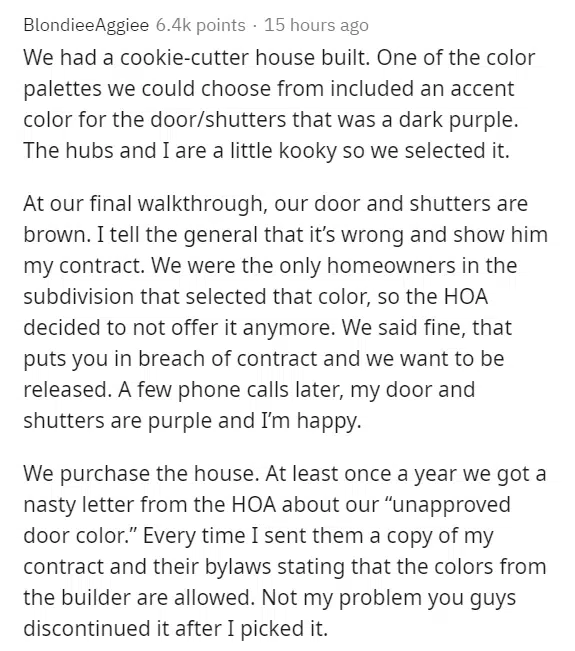 BlondieeAggiee 6.4k points · 15 hours ago
We had a cookie-cutter house built. One of the color
palettes we could choose from included an accent
color for the door/shutters that was a dark purple.
The hubs and I are a little kooky so we selected it.
At our final walkthrough, our door and shutters are
brown. I tell the general that it’s wrong and show him
my contract. We were the only homeowners in the
subdivision that selected that color, so the HOA
decided to not offer it anymore. We said fine, that
puts you in breach of contract and we want to be
released. A few phone calls later, my door and
shutters are purple and I’m happy.
We purchase the house. At least once a year we got a
nasty letter from the HOA about our “unapproved
door color.” Every time I sent them a copy of my
contract and their bylaws stating that the colors from
the builder are allowed. Not my problem you guys
discontinued it after I picked it.